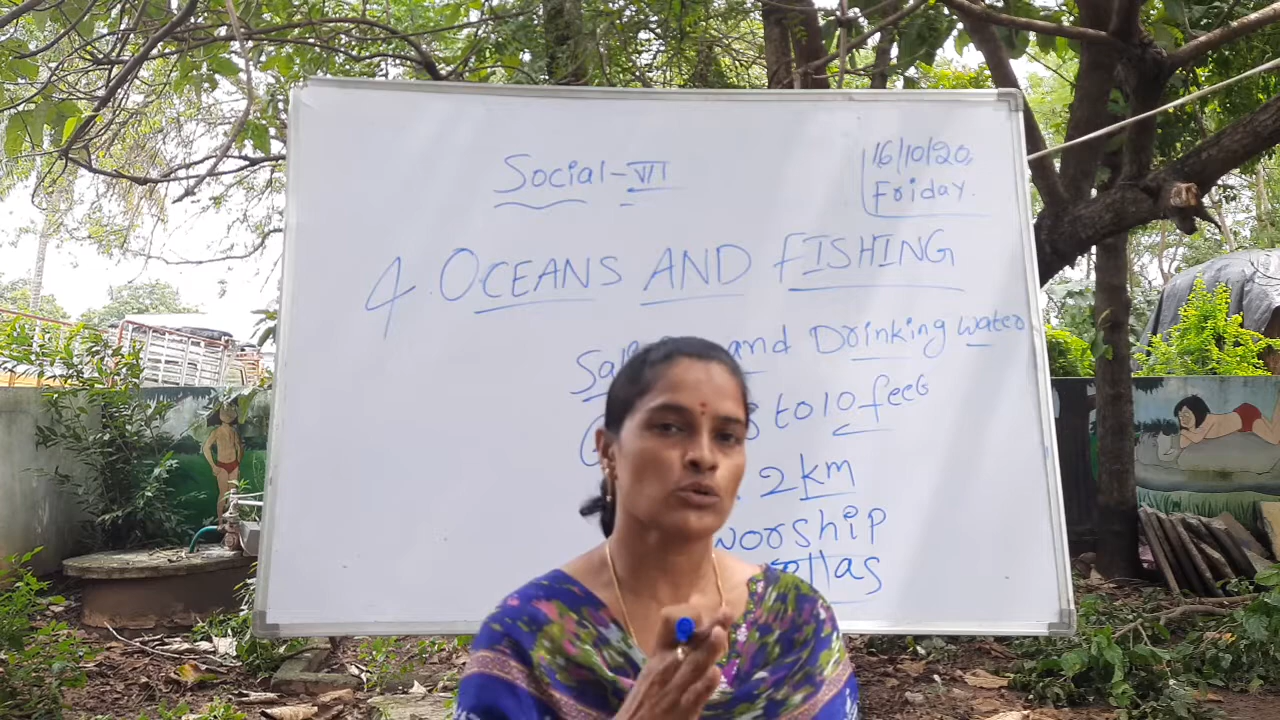 Social-VII
16/10/20,
Friday.
4. OCEANS AND FISHING
and Drinking water
to 10 feet
2 km
worship